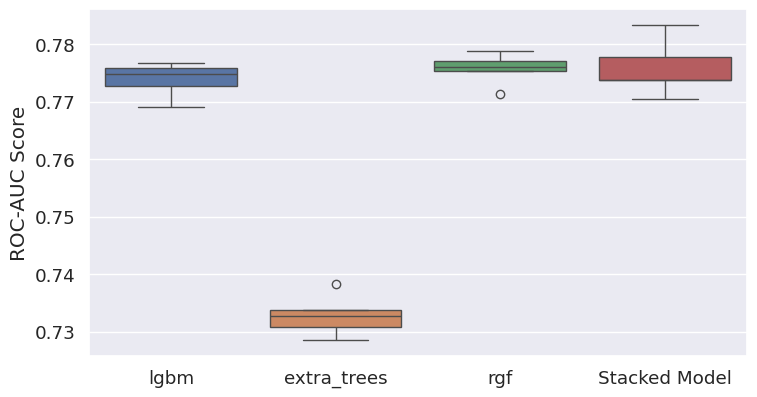 ROC-AUC Score
0.78
0.77
0.76
0.75
0.74
0.73
lgbm
extra_trees
rgf
Stacked Model